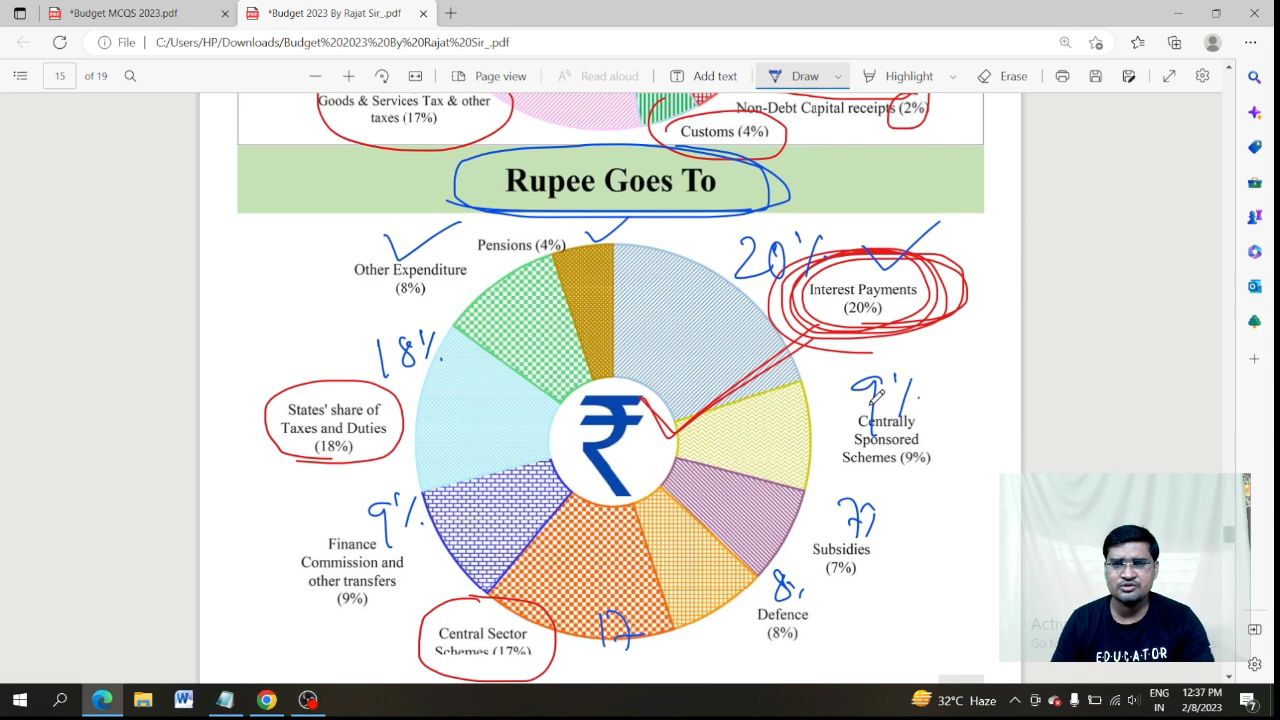 *Budget MCQS 2023.pdf
*Budget 2023 By Rajat Sir_.pdf
File
C:/Users/HP/Downloads/Budget%202023%20By%20Rajat%20Sir_.pdf
15 of 19
Page view
Read aloud
Add text
Draw
Highlight
Erase
Goods & Services Tax & other
taxes (17%)
Non-Debt Capital receipts (2%)
Customs (4%)
Rupee Goes To
Pensions (4%)
20%
Other Expenditure
(8%)
Interest Payments
(20%)
18%
9%
States' share of
Taxes and Duties
(18%)
Centrally
Sponsored
Schemes (9%)
9%
Finance
Commission and
other transfers
(9%)
Subsidies
(7%)
8%
Defence
(8%)
17
Central Sector
Schemes (17%)
EDUCATOR
32°C Haze
ENG
IN
12:37 PM
2/8/2023
7